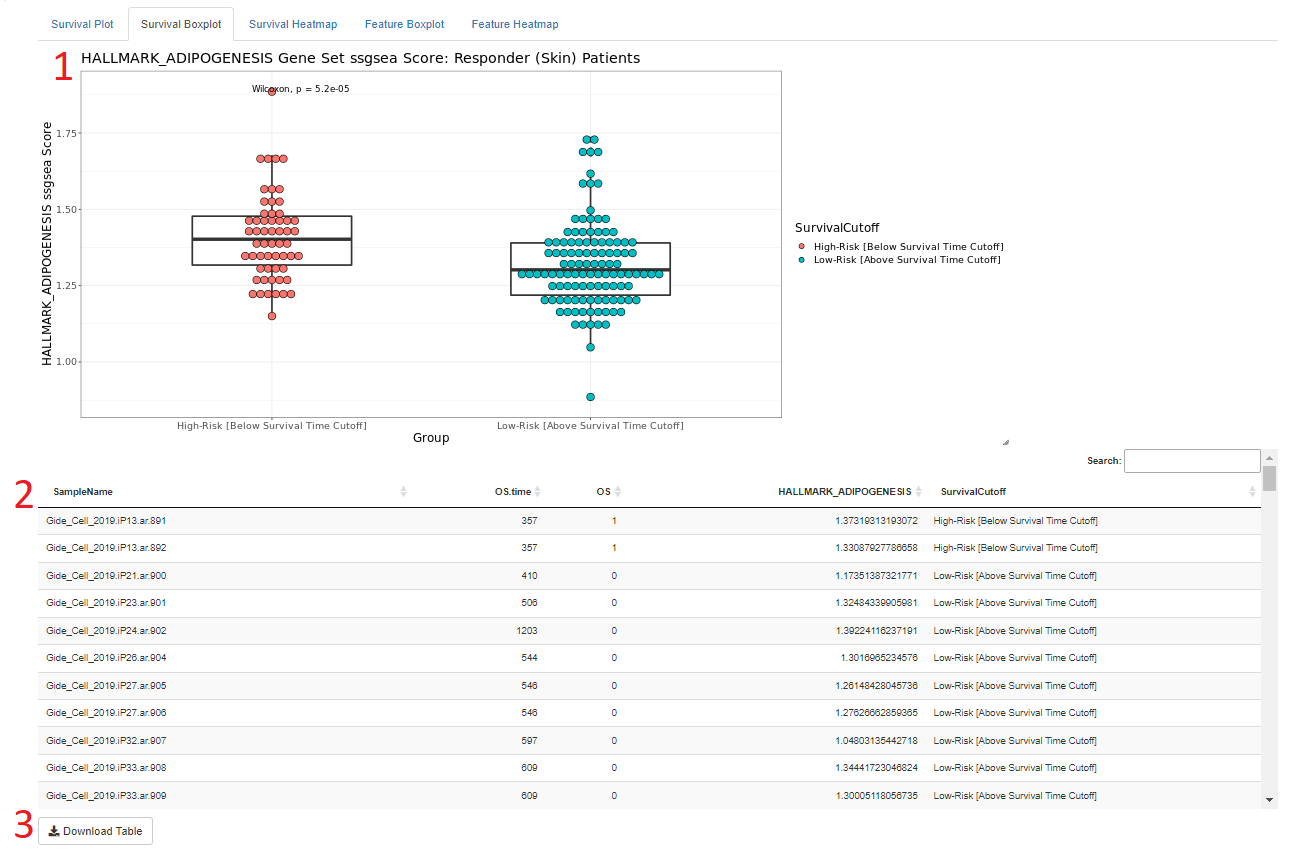 Survival Plot Survival Boxplot Survival Heatmap Feature Boxplot Feature Heatmap
1 HALLMARK_ADIPOGENESIS Gene Set ssgsea Score: Responder (Skin) Patients
Wilcoxon, p = 5.2e-05
HALLMARK_ADIPOGENESIS ssgsea Score
1.75
1.50
1.25
1.00
High-Risk [Below Survival Time Cutoff] Low-Risk [Above Survival Time Cutoff]
Group
SurvivalCutoff
High-Risk [Below Survival Time Cutoff]
Low-Risk [Above Survival Time Cutoff]
Search:
2 SampleName OS.time OS HALLMARK_ADIPOGENESIS SurvivalCutoff
Gide_Cell_2019.iP13.ar.891 357 1 1.37319313193072 High-Risk [Below Survival Time Cutoff]
Gide_Cell_2019.iP13.ar.892 357 1 1.33087927786658 High-Risk [Below Survival Time Cutoff]
Gide_Cell_2019.iP21.ar.900 410 0 1.17351387321771 Low-Risk [Above Survival Time Cutoff]
Gide_Cell_2019.iP23.ar.901 506 0 1.32484339905981 Low-Risk [Above Survival Time Cutoff]
Gide_Cell_2019.iP24.ar.902 1203 0 1.39224116237191 Low-Risk [Above Survival Time Cutoff]
Gide_Cell_2019.iP26.ar.904 544 0 1.3016965234576 Low-Risk [Above Survival Time Cutoff]
Gide_Cell_2019.iP27.ar.905 546 0 1.26148428045736 Low-Risk [Above Survival Time Cutoff]
Gide_Cell_2019.iP27.ar.906 546 0 1.27626662859365 Low-Risk [Above Survival Time Cutoff]
Gide_Cell_2019.iP32.ar.907 597 0 1.04803135442718 Low-Risk [Above Survival Time Cutoff]
Gide_Cell_2019.iP33.ar.908 609 0 1.34441723046824 Low-Risk [Above Survival Time Cutoff]
Gide_Cell_2019.iP33.ar.909 609 0 1.30005118056735 Low-Risk [Above Survival Time Cutoff]
3 Download Table